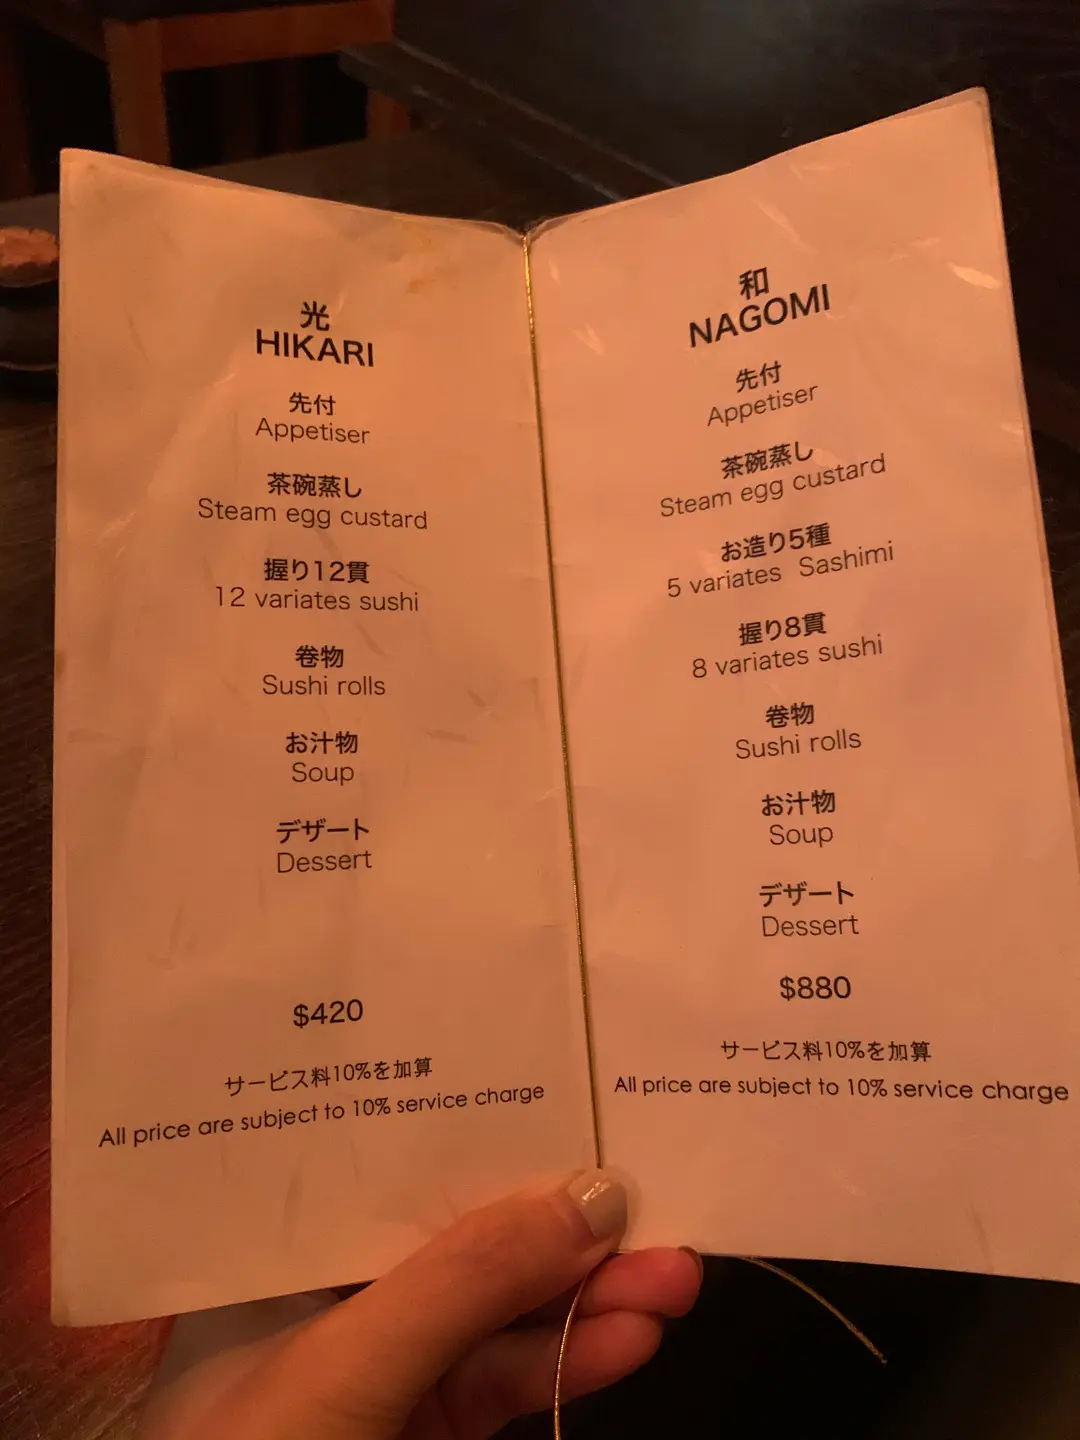 光
HIKARI
先付
Appetiser
茶碗蒸し
Steam egg custard
握り12貫
12 variates sushi
巻物
Sushi rolls
お汁物
Soup
デザート
Dessert
$420
サービス料10%を加算
All price are subject to 10% service charge
和
NAGOMI
先付
Appetiser
茶碗蒸し
Steam egg custard
お造り5種
5 variates Sashimi
握り8貫
8 variates sushi
巻物
Sushi rolls
お汁物
Soup
デザート
Dessert
$880
サービス料10%を加算
All price are subject to 10% service charge